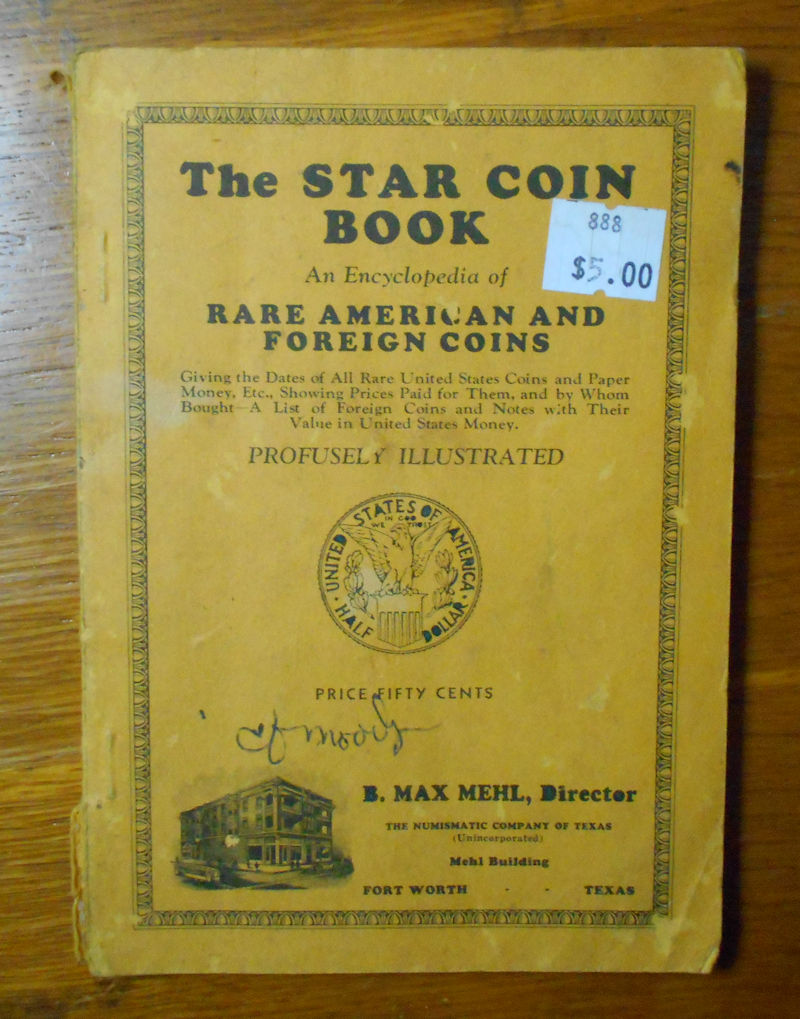 The STAR COIN
BOOK
888
$5.00
An Encyclopedia of
RARE AMERICAN AND
FOREIGN COINS
Giving the Dates of All Rare United States Coins and Paper
Money, Etc., Showing Prices Paid for Them, and by Whom
Bought—A List of Foreign Coins and Notes with Their
Value in United States Money.
PROFUSELY ILLUSTRATED
UNITED STATES OF AMERICA
IN GOD
WE TRUST
HALF DOLLAR
PRICE FIFTY CENTS
Moody
B. MAX MEHL, Director
THE NUMISMATIC COMPANY OF TEXAS
(Unincorporated)
Mehl Building
FORT WORTH - - TEXAS